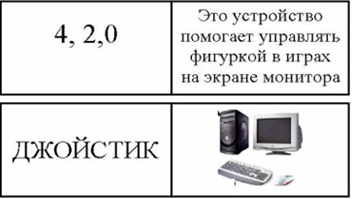 4, 2,0
Это устройство
помогает управлять
фигуркой в играх
на экране монитора
ДЖОЙСТИК